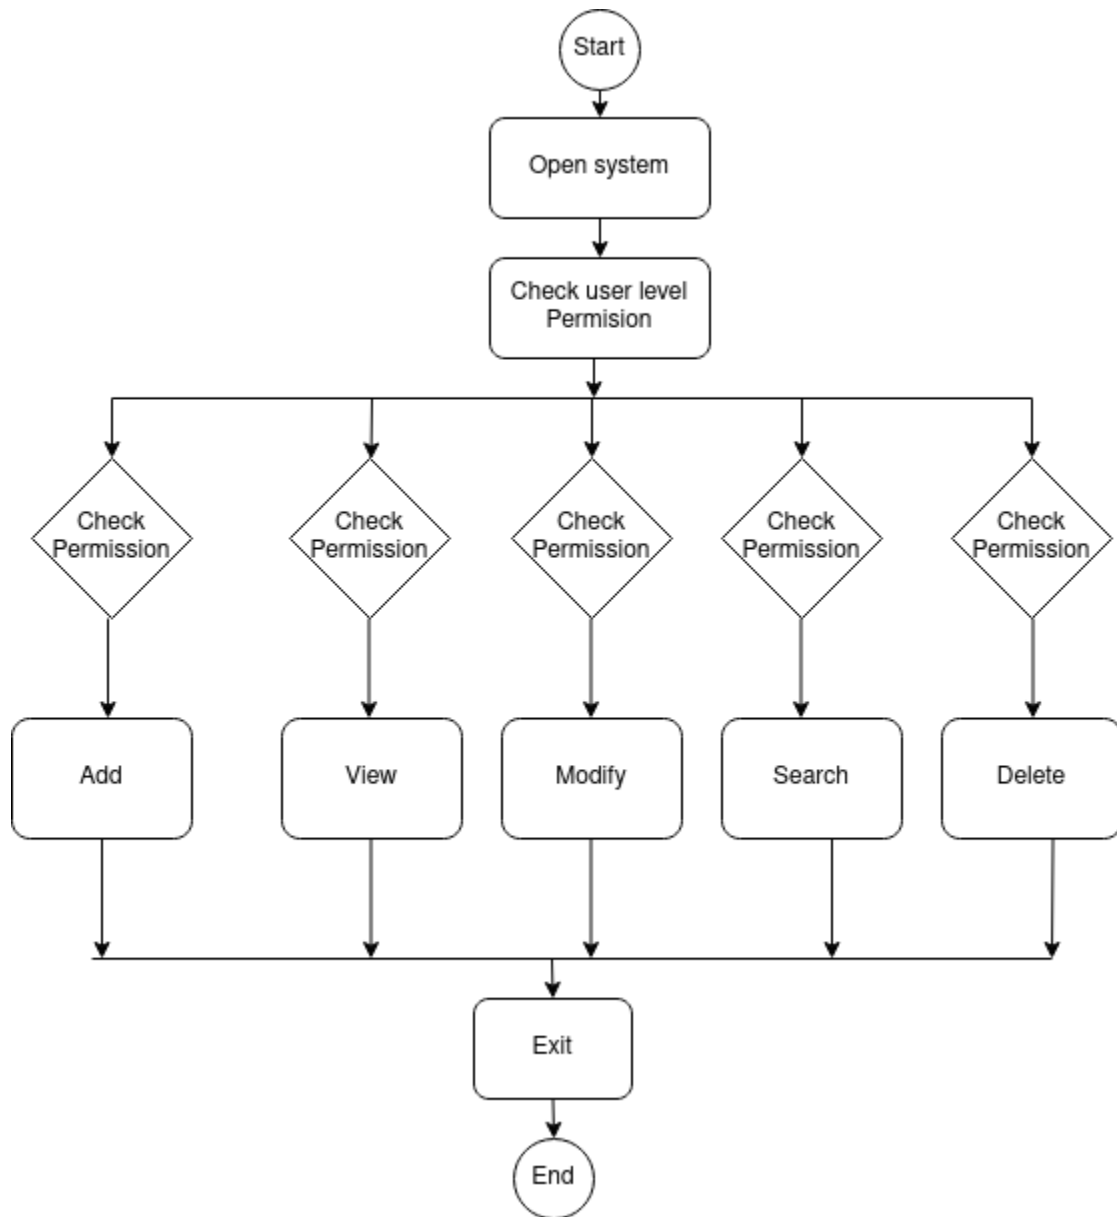 Start
Open system
Check user level
Permision
Check
Permission
Check
Permission
Check
Permission
Check
Permission
Check
Permission
Add
View
Modify
Search
Delete
Exit
End